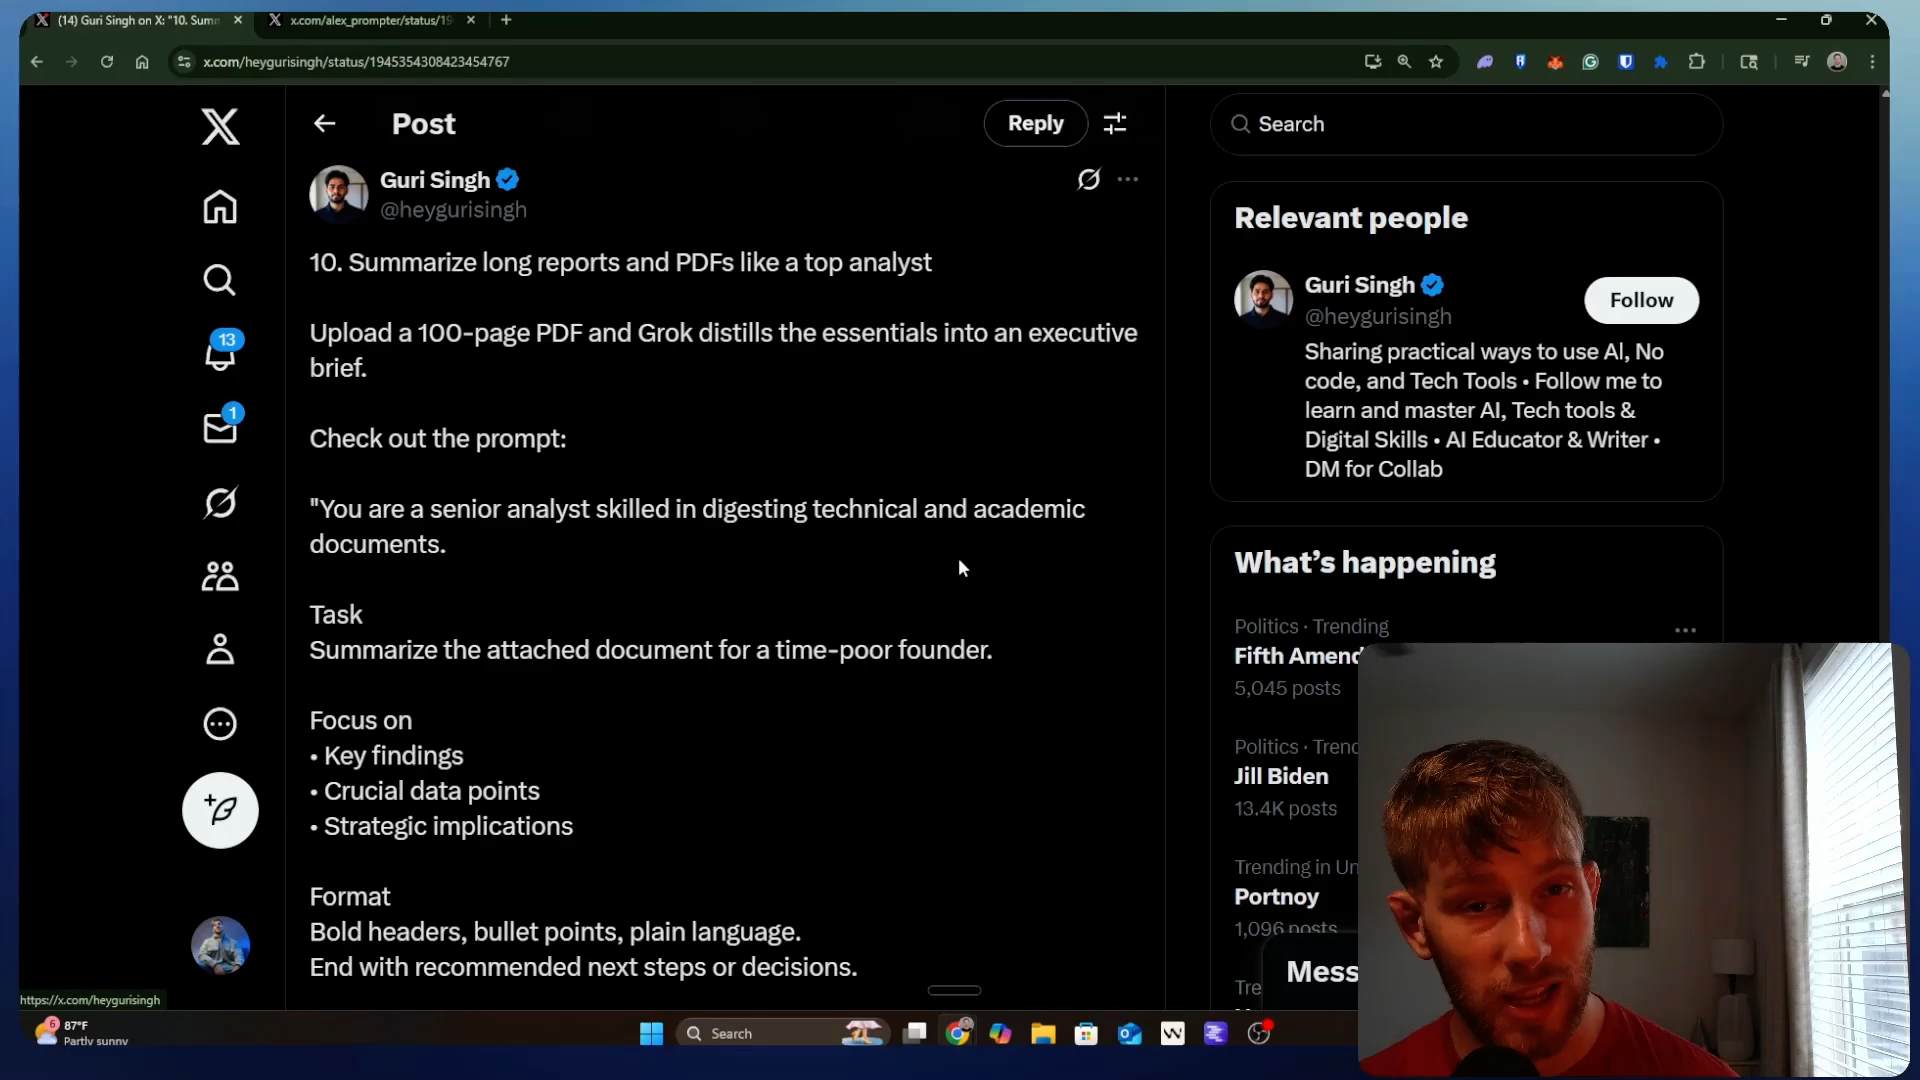 (14) Guri Singh on X: "10. Summ
x.com/alex_prompter/status/19
x.com/heygurisingh/status/1945354308423454767
Post
Reply
Search
Guri Singh
@heygurisingh
10. Summarize long reports and PDFs like a top analyst
Upload a 100-page PDF and Grok distills the essentials into an executive
brief.
Check out the prompt:
"You are a senior analyst skilled in digesting technical and academic
documents.
Task
Summarize the attached document for a time-poor founder.
Focus on
• Key findings
• Crucial data points
• Strategic implications
Format
Bold headers, bullet points, plain language.
End with recommended next steps or decisions.
13
1
Relevant people
Guri Singh
@heygurisingh
Follow
Sharing practical ways to use AI, No
code, and Tech Tools • Follow me to
learn and master AI, Tech tools &
Digital Skills • AI Educator & Writer •
DM for Collab
What's happening
Politics · Trending
Fifth Amend
5,045 posts
Politics · Trend
Jill Biden
13.4K posts
Trending in Un
Portnoy
1,096 posts
Tre
Mess
https://x.com/heygurisingh
6
87°F
Partly sunny
Search